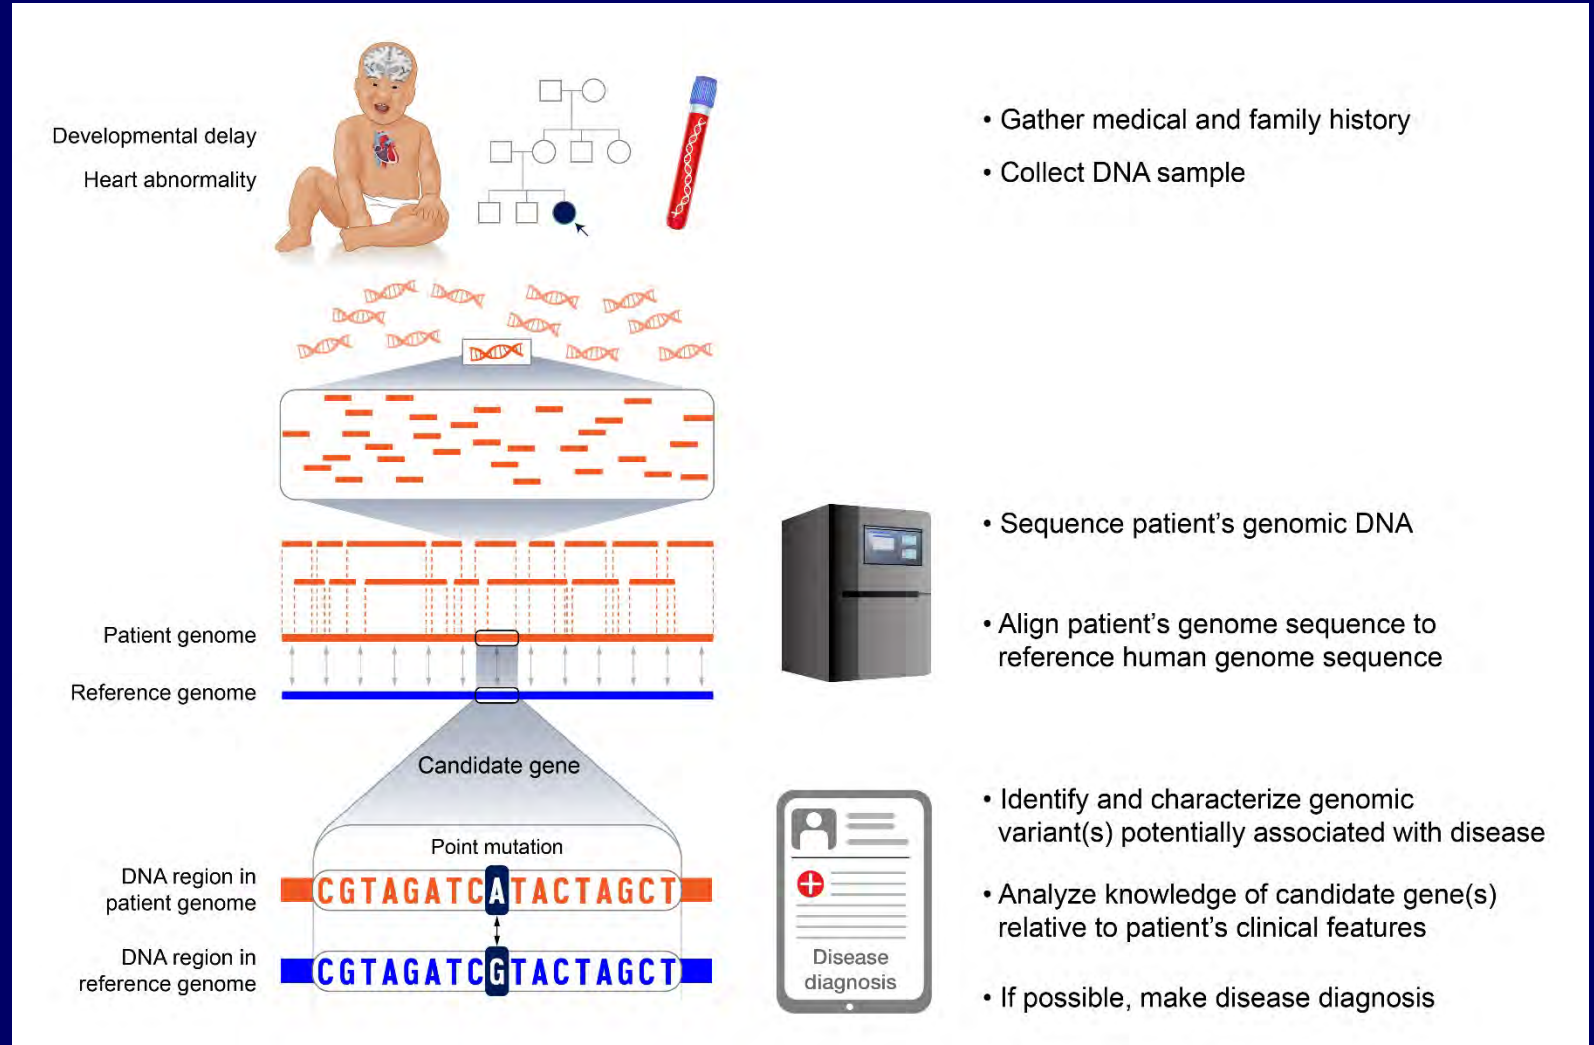 Developmental delay
Heart abnormality
• Gather medical and family history
• Collect DNA sample
• Sequence patient's genomic DNA
• Align patient's genome sequence to
reference human genome sequence
Patient genome
Reference genome
Candidate gene
Point mutation
DNA region in
patient genome
CGTAGATCATACTAGCT
DNA region in
reference genome
CGTAGATCGTACTAGCT
Disease
diagnosis
• Identify and characterize genomic
variant(s) potentially associated with disease
• Analyze knowledge of candidate gene(s)
relative to patient's clinical features
• If possible, make disease diagnosis